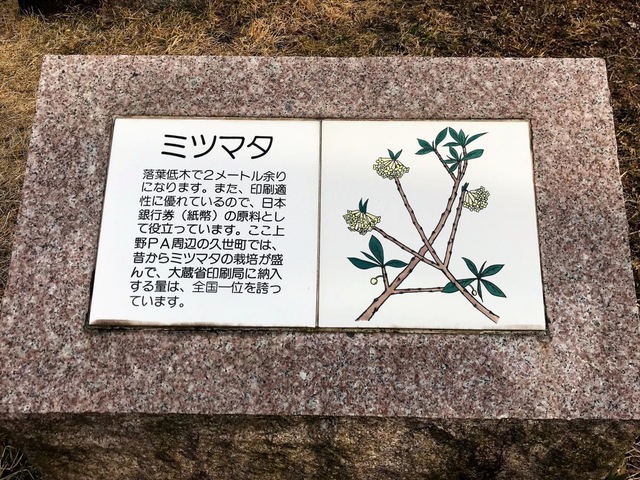 ミツマタ
落葉低木で2メートル余り
になります。また、印刷適
性に優れているので、日本
銀行券（紙幣）の原料とし
て役立っています。ここ上
野PA周辺の久世町では、
昔からミツマタの栽培が盛
んで、大蔵省印刷局に納入
する量は、全国一位を誇っ
ています。